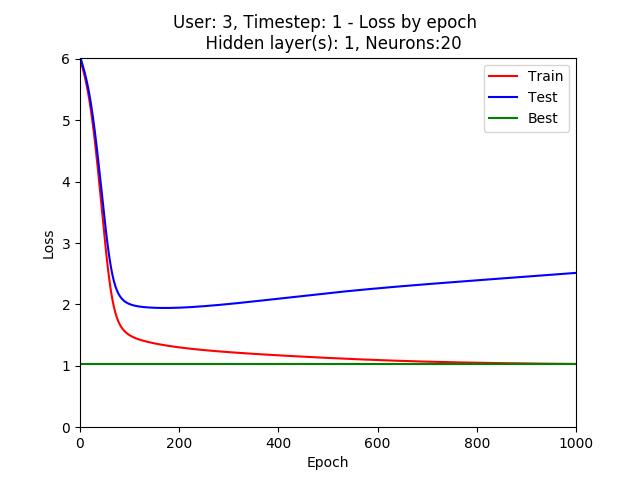 User: 3, Timestep: 1 - Loss by epoch
Hidden layer(s): 1, Neurons:20
Train
Test
Best
Loss
6
5
4
3
2
1
0
0 200 400 600 800 1000
Epoch